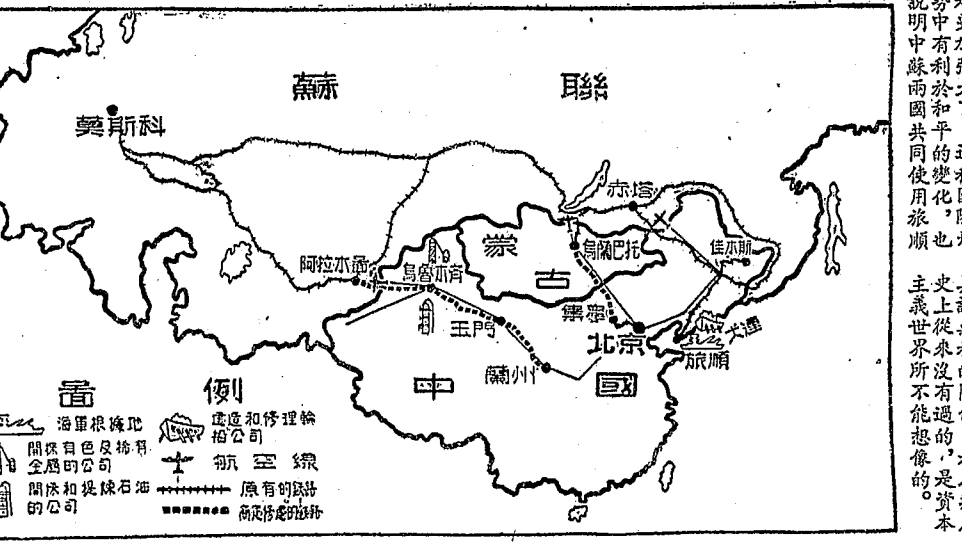 蘇 聯
莫斯科
赤塔
蒙古
烏蘭巴托
佳木斯
阿拉木圖
烏魯木齊
集寧
玉門
北京
大連
旅順
蘭州
中國
圖例
海軍根據地
建造和修理輪
船公司
開採有色及稀有
金屬的公司
航空線
開採和提煉石油
的公司
原有的鐵路
商定修建的鐵路
勢中有利於和平的變化,也
說明中蘇兩國共同使用旅順
史上從來沒有過的,是資本
主義世界所不能想像的。